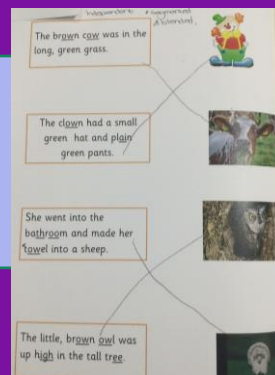 Independent
The brown cow was in the
long, green grass.
The clown had a small
green hat and plain
green pants.
She went into the
bathroom and made her
towel into a sheep.
The little, brown owl was
up high in the tall tree.